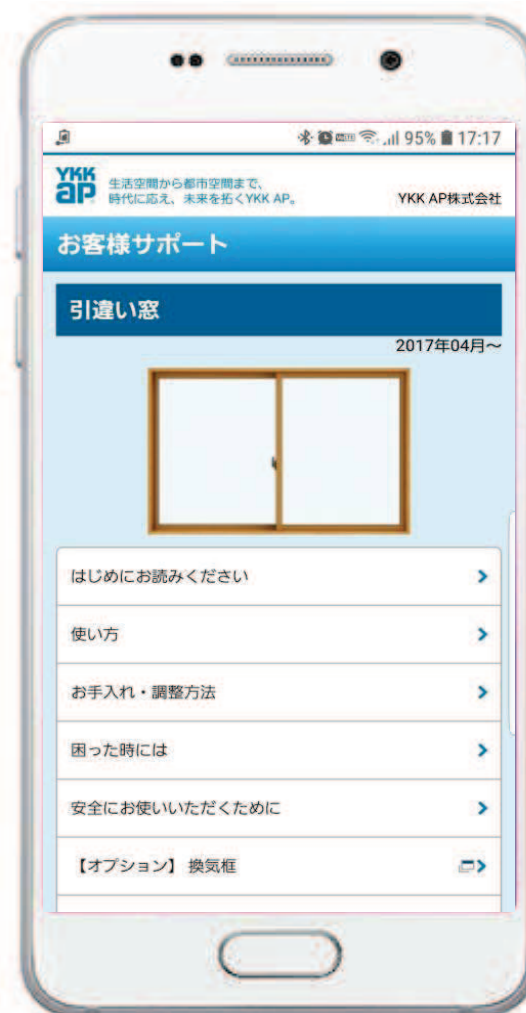 95% 17:17
YKK
ap
生活空間から都市空間まで、
時代に応え、未来を拓くYKK AP。
YKK AP株式会社
お客様サポート
引違い窓
2017年04月～
はじめにお読みください
使い方
お手入れ・調整方法
困った時には
安全にお使いいただくために
【オプション】 換気框